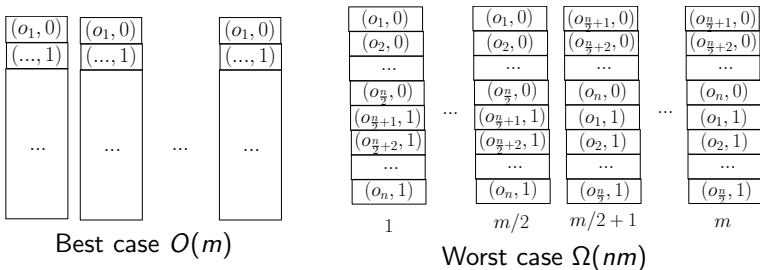 (o_1, 0) (o_1, 0) (o_1, 0)
(..., 1) (..., 1) (..., 1)
... ... ... ...
Best case O(m)
(o_1, 0) (o_1, 0) (o_{n/2+1}, 0) (o_{n/2+1}, 0)
(o_2, 0) (o_2, 0) (o_{n/2+2}, 0) (o_{n/2+2}, 0)
... ... ... ...
(o_{n/2}, 0) (o_{n/2}, 0) (o_n, 0) (o_n, 0)
(o_{n/2+1}, 1) ... (o_{n/2+1}, 1) (o_1, 1) ... (o_1, 1)
(o_{n/2+2}, 1) (o_{n/2+2}, 1) (o_2, 1) (o_2, 1)
... ... ... ...
(o_n, 1) (o_n, 1) (o_{n/2}, 1) (o_{n/2}, 1)
1 m/2 m/2 + 1 m
Worst case Ω(nm)